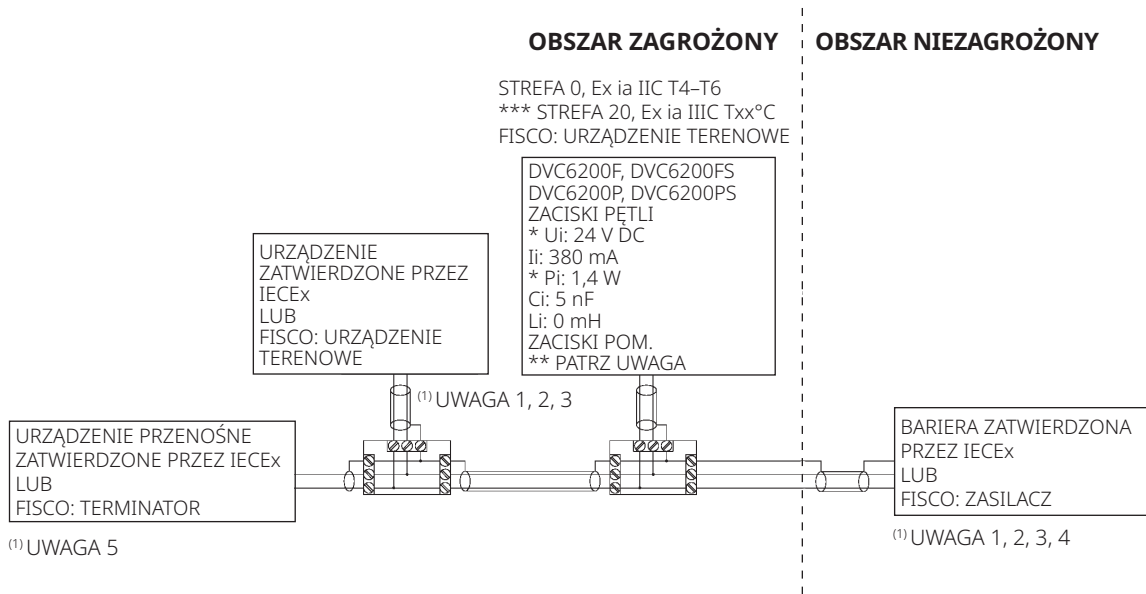 OBSZAR ZAGROŻONY
OBSZAR NIEZAGROŻONY
STREFA 0, Ex ia IIC T4–T6
*** STREFA 20, Ex ia IIIC Txx°C
FISCO: URZĄDZENIE TERENOWE
DVC6200F, DVC6200FS
DVC6200P, DVC6200PS
ZACISKI PĘTLI
* Ui: 24 V DC
Ii: 380 mA
* Pi: 1,4 W
Ci: 5 nF
Li: 0 mH
ZACISKI POM.
** PATRZ UWAGA
URZĄDZENIE
ZATWIERDZONE PRZEZ
IECEx
LUB
FISCO: URZĄDZENIE
TERENOWE
(1) UWAGA 1, 2, 3
URZĄDZENIE PRZENOŚNE
ZATWIERDZONE PRZEZ IECEx
LUB
FISCO: TERMINATOR
(1) UWAGA 5
BARIERA ZATWIERDZONA
PRZEZ IECEx
LUB
FISCO: ZASILACZ
(1) UWAGA 1, 2, 3, 4